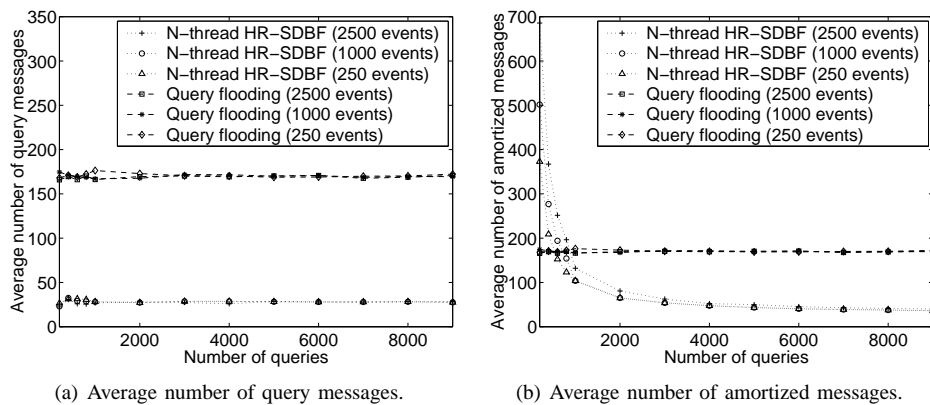 350
300
250
200
150
100
50
0
Average number of query messages
N−thread HR−SDBF (2500 events)
N−thread HR−SDBF (1000 events)
N−thread HR−SDBF (250 events)
Query flooding (2500 events)
Query flooding (1000 events)
Query flooding (250 events)
2000 4000 6000 8000
Number of queries
(a) Average number of query messages.
700
600
500
400
300
200
100
0
Average number of amortized messages
N−thread HR−SDBF (2500 events)
N−thread HR−SDBF (1000 events)
N−thread HR−SDBF (250 events)
Query flooding (2500 events)
Query flooding (1000 events)
Query flooding (250 events)
2000 4000 6000 8000
Number of queries
(b) Average number of amortized messages.